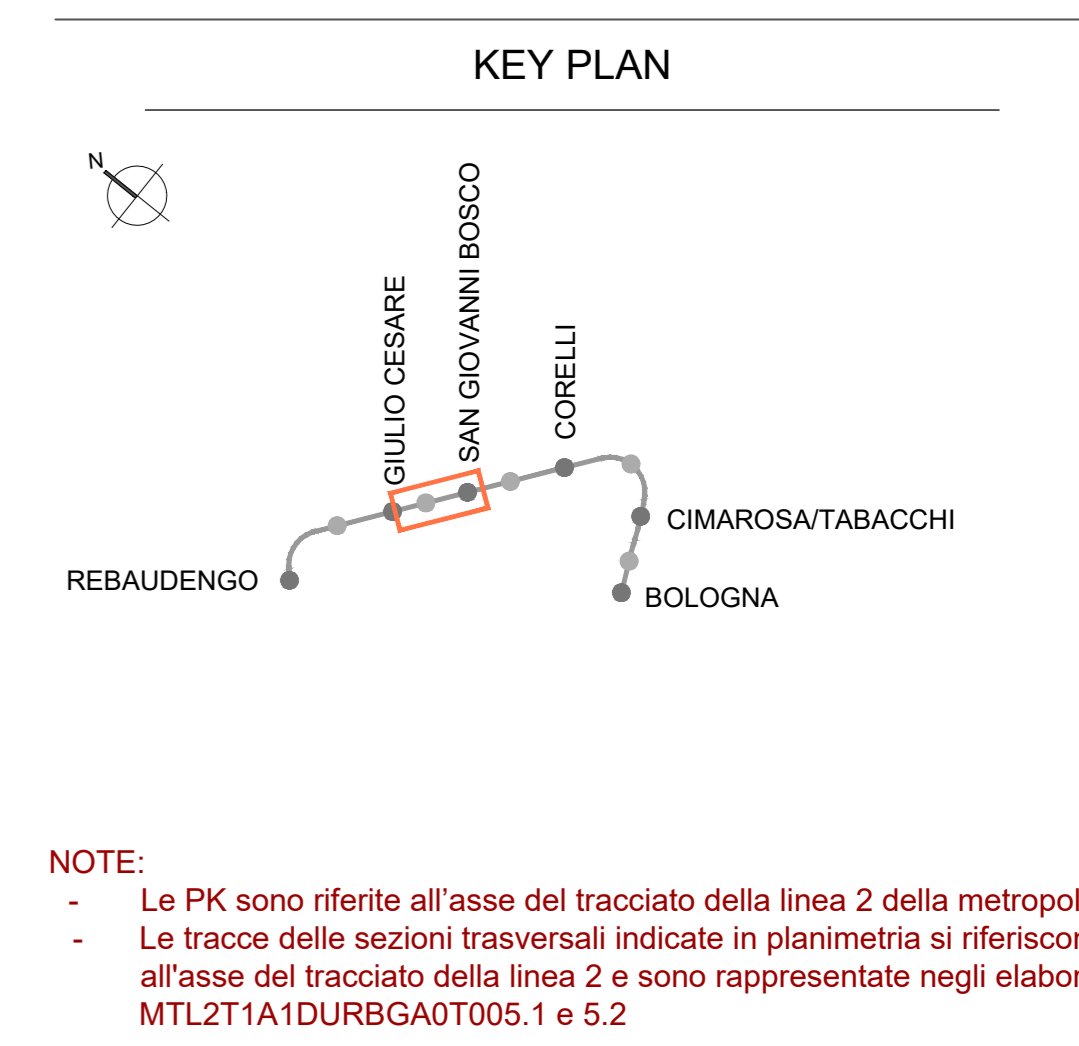 KEY PLAN
N
GIULIO CESARE
SAN GIOVANNI BOSCO
CORELLI
CIMAROSA/TABACCHI
REBAUDENGO
BOLOGNA
NOTE:
- Le PK sono riferite all’asse del tracciato della linea 2 della metropol
- Le tracce delle sezioni trasversali indicate in planimetria si riferiscon
all'asse del tracciato della linea 2 e sono rappresentate negli elabor
MTL2T1A1DURBGA0T005.1 e 5.2